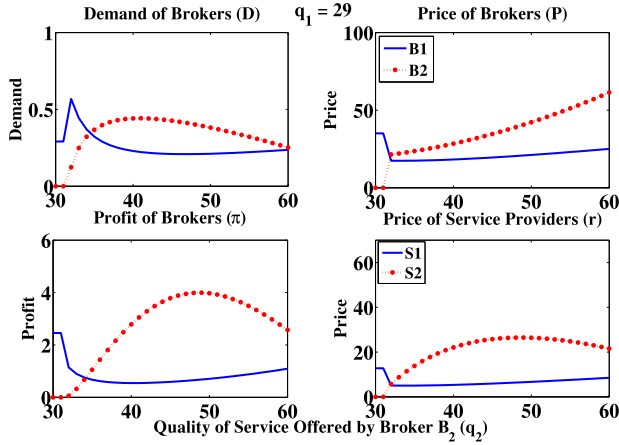 Demand of Brokers (D)
q1 = 29
Price of Brokers (P)
1
0.5
0
Demand
30 40 50 60
100
50
0
Price
B1
B2
30 40 50 60
Profit of Brokers (π)
Price of Service Providers (r)
6
4
2
0
Profit
30 40 50 60
60
40
20
0
Price
S1
S2
30 40 50 60
Quality of Service Offered by Broker B2 (q2)